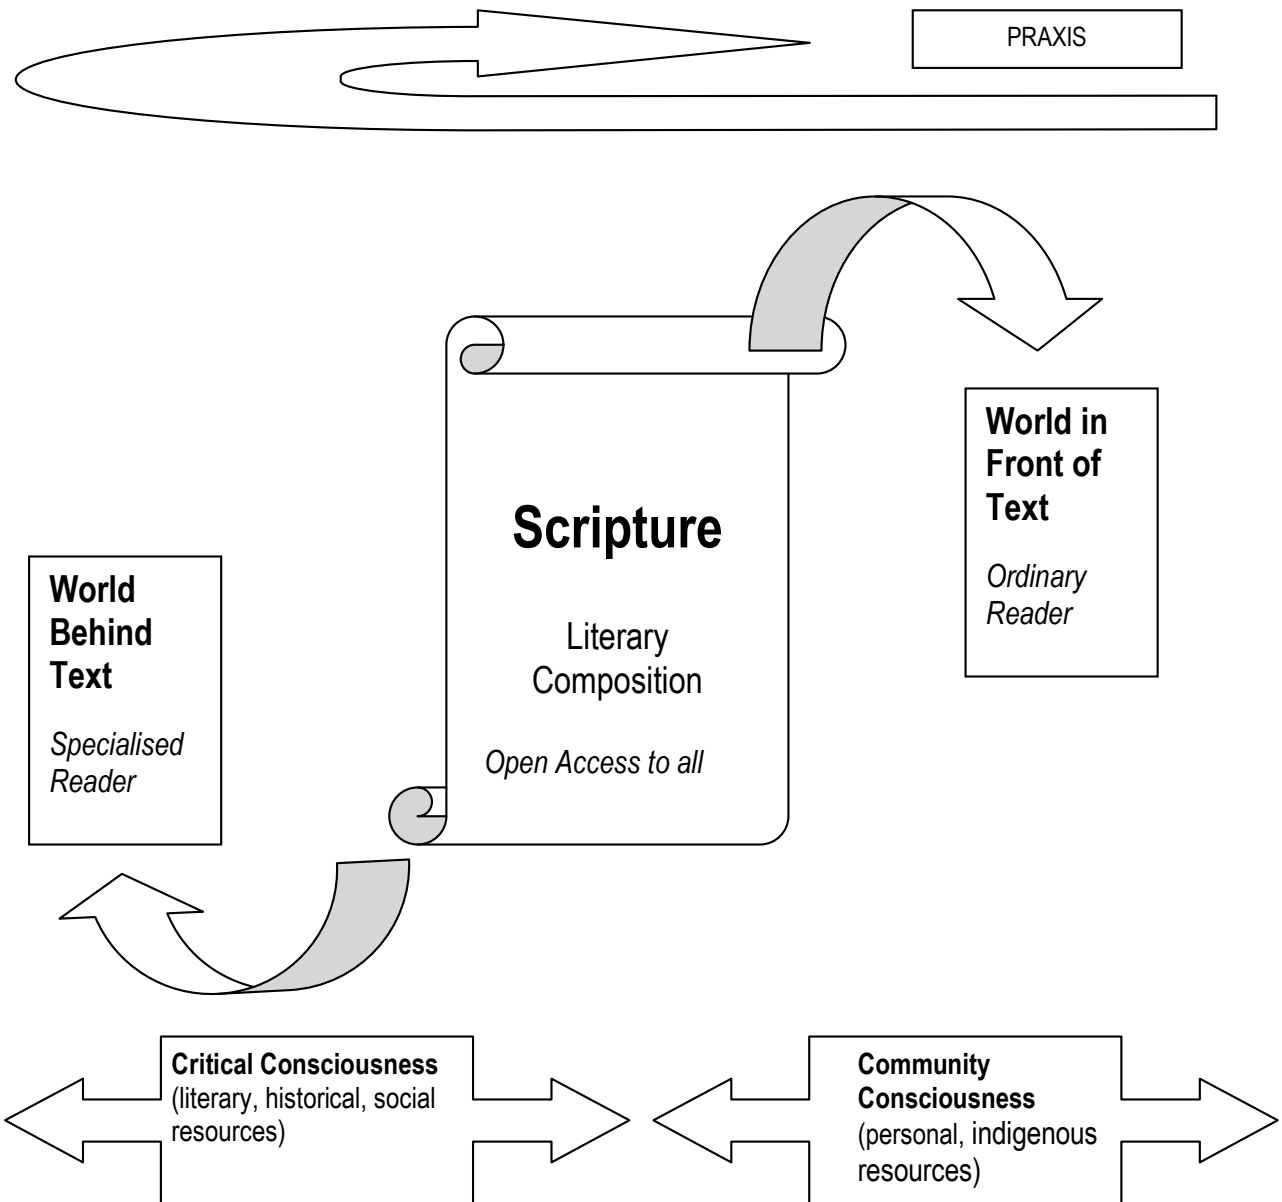 PRAXIS
World in
Front of
Text
Ordinary
Reader
Scripture
Literary
Composition
Open Access to all
World
Behind
Text
Specialised
Reader
Critical Consciousness
(literary, historical, social
resources)
Community
Consciousness
(personal, indigenous
resources)